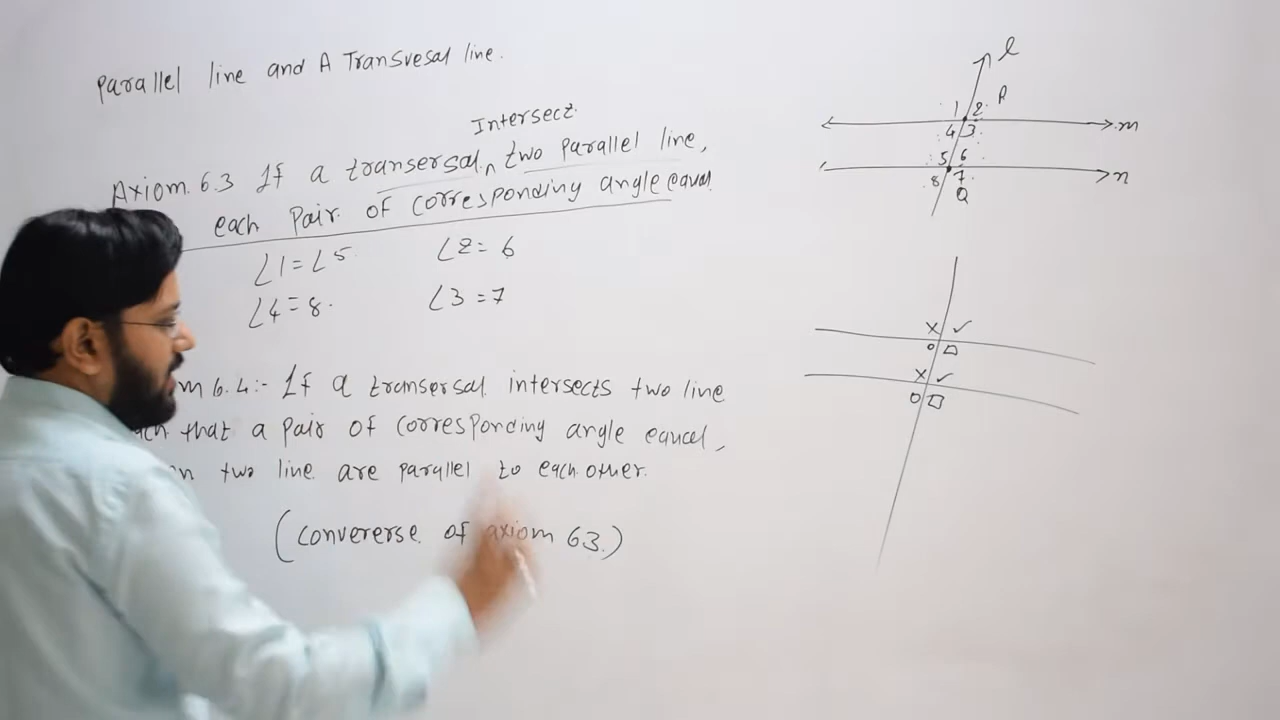 Parallel line and A Transvesal line.
Intersect.
Axiom. 6.3 If a transersal ∧ two parallel line,
each Pair. of corresponding angle equal
∠1=∠5. ∠2= 6
∠4=8. ∠3=7
6.4:- If a transersal intersects two line
that a pair of corresponding angle equal,
two line are parallel to each other.
(convererse of axiom 63.)
l
1 2 P
4 3 m
5 6
8 7 n
Q